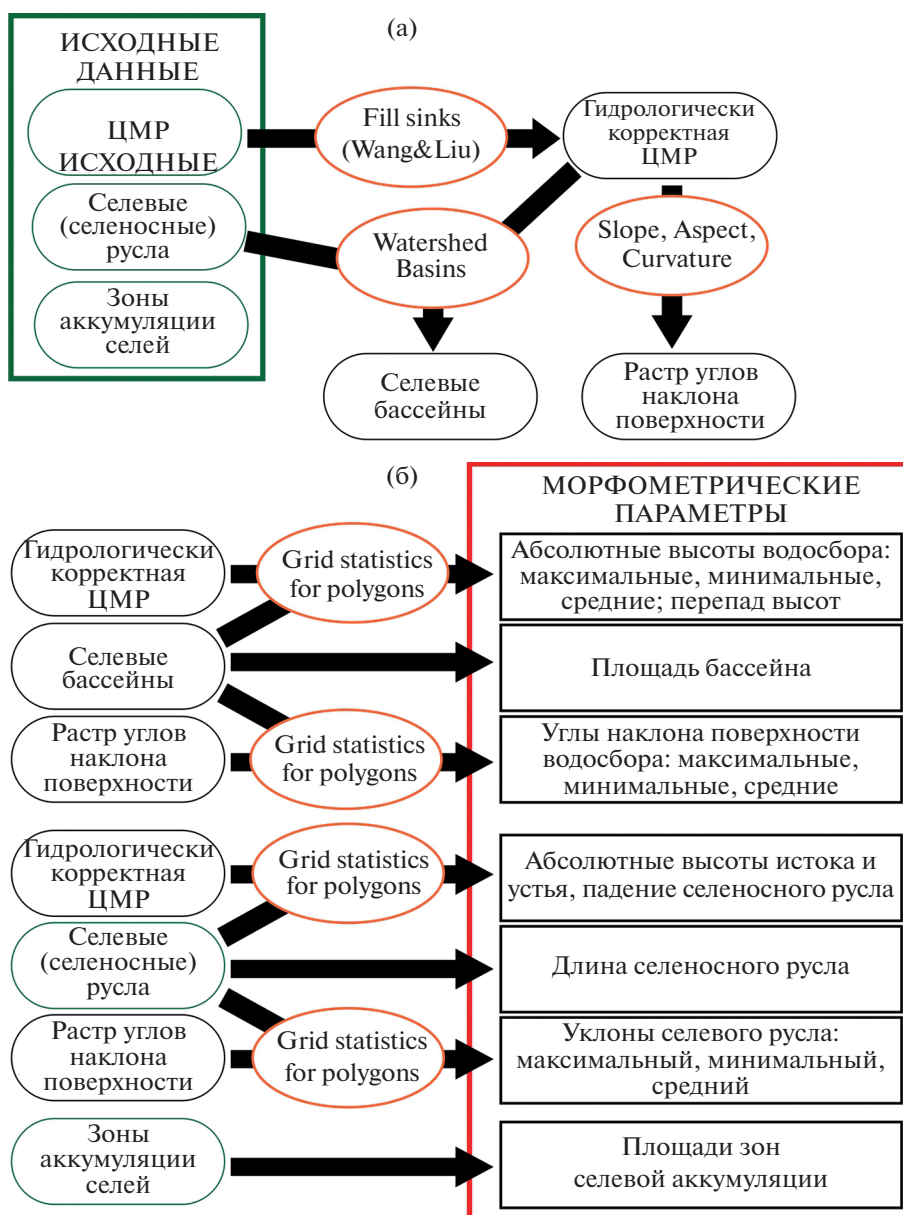 (а)
ИСХОДНЫЕ
ДАННЫЕ
ЦМР
ИСХОДНЫЕ
Fill sinks
(Wang&Liu)
Гидрологически
корректная
ЦМР
Селевые
(селеносные)
русла
Watershed
Basins
Slope, Aspect,
Curvature
Зоны
аккумуляции
селей
Селевые
бассейны
Растр углов
наклона
поверхности
(б)
МОРФОМЕТРИЧЕСКИЕ
ПАРАМЕТРЫ
Гидрологически
корректная
ЦМР
Grid statistics
for polygons
Абсолютные высоты водосбора:
максимальные, минимальные,
средние; перепад высот
Селевые
бассейны
Площадь бассейна
Растр углов
наклона
поверхности
Grid statistics
for polygons
Углы наклона поверхности
водосбора: максимальные,
минимальные, средние
Гидрологически
корректная
ЦМР
Grid statistics
for polygons
Абсолютные высоты истока и
устья, падение селеносного русла
Селевые
(селеносные)
русла
Длина селеносного русла
Растр углов
наклона
поверхности
Grid statistics
for polygons
Уклоны селевого русла:
максимальный, минимальный,
средний
Зоны
аккумуляции
селей
Площади зон
селевой аккумуляции